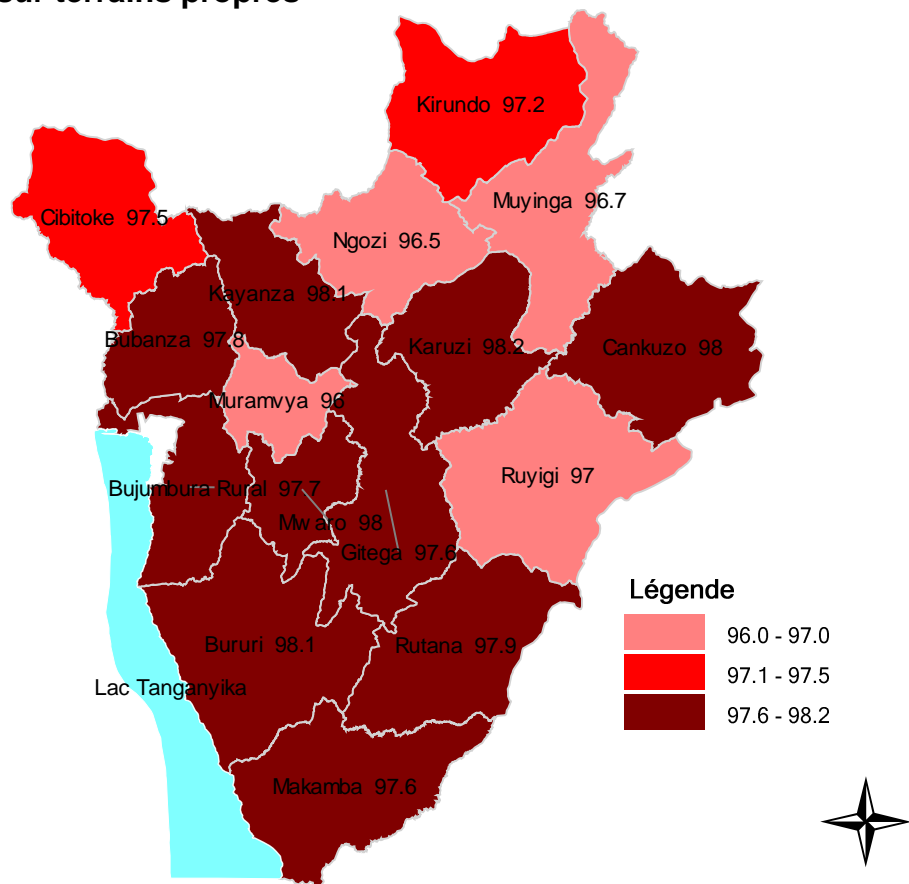 sur terrains propres
Kirundo 97.2
Muyinga 96.7
Cibitoke 97.5
Ngozi 96.5
Kayanza 98.1
Bubanza 97.8
Karuzi 98.2
Cankuzo 98
Muramvya 96
Ruyigi 97
Bujumbura Rural 97.7
Mwaro 98
Gitega 97.6
Légende
96.0 - 97.0
97.1 - 97.5
97.6 - 98.2
Bururi 98.1
Rutana 97.9
Lac Tanganyika
Makamba 97.6